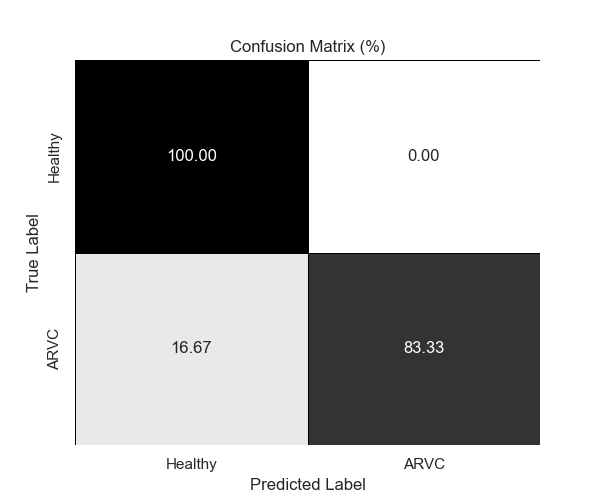 Confusion Matrix (%)
True Label
Healthy
100.00
0.00
ARVC
16.67
83.33
Healthy
ARVC
Predicted Label